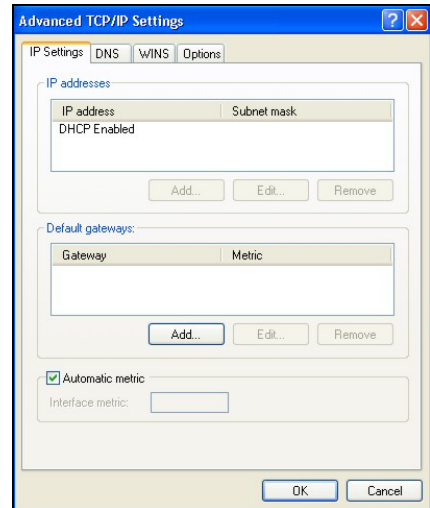 Advanced TCP/IP Settings
IP Settings DNS WINS Options
IP addresses
IP address Subnet mask
DHCP Enabled
Add... Edit... Remove
Default gateways:
Gateway Metric
Add... Edit... Remove
Automatic metric
Interface metric:
OK Cancel